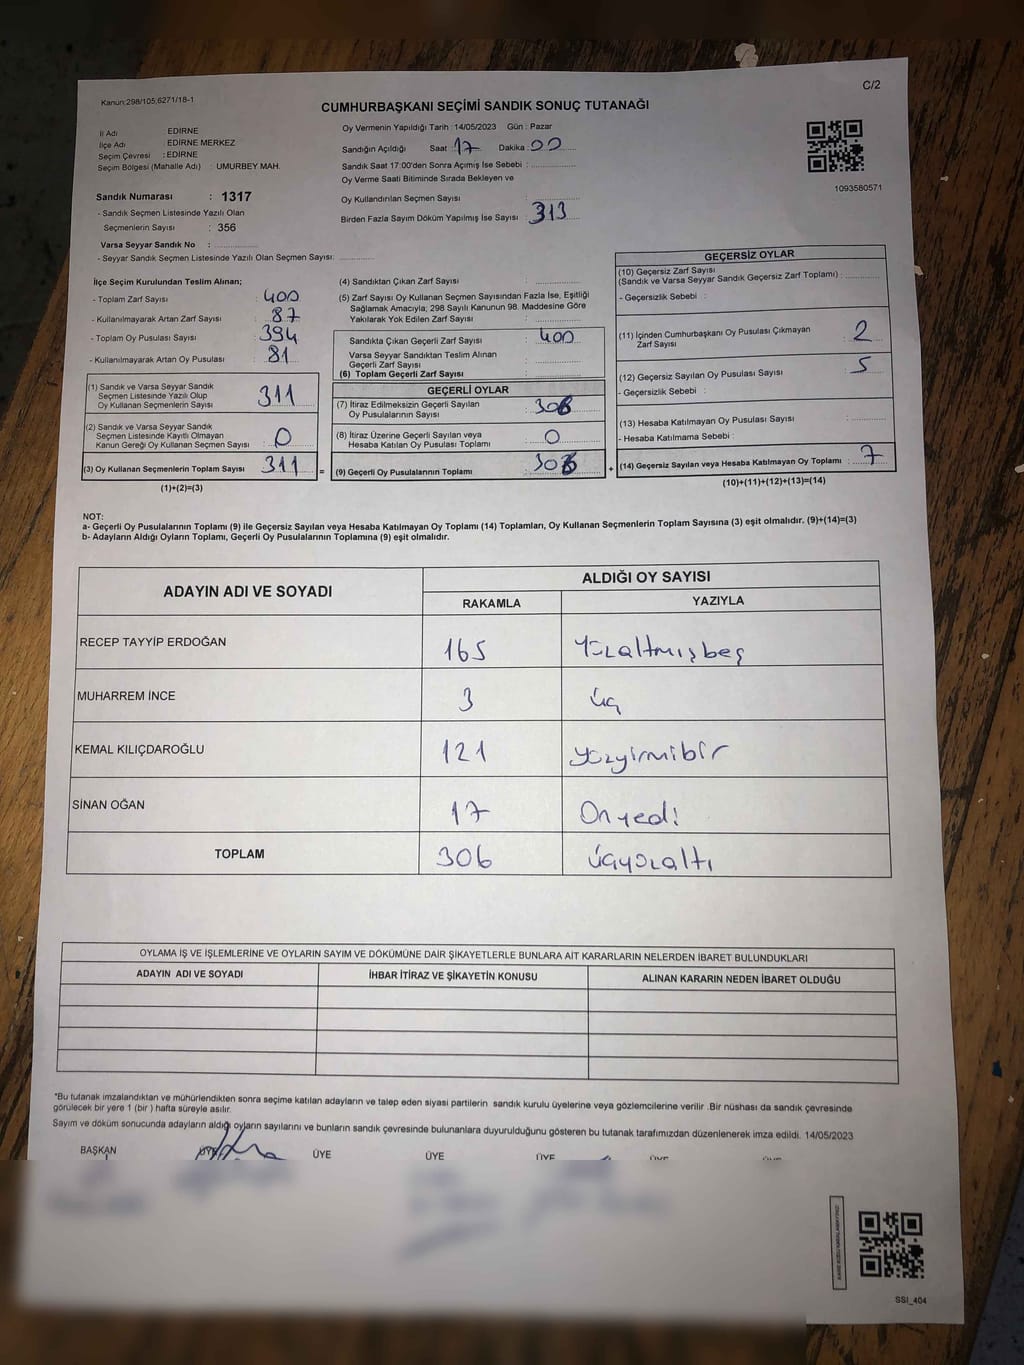 Kanun:298/105,6271/18-1
C/2
CUMHURBAŞKANI SEÇİMİ SANDIK SONUÇ TUTANAĞI
İl Adı EDIRNE
İlçe Adı : EDIRNE MERKEZ
Seçim Çevresi : EDIRNE
Seçim Bölgesi (Mahalle Adı) : UMURBEY MAH.
Sandık Numarası : 1317
- Sandık Seçmen Listesinde Yazılı Olan
Seçmenlerin Sayısı : 356
Varsa Seyyar Sandık No :
- Seyyar Sandık Listesinde Yazılı Olan Seçmen Sayısı:
Oy Vermenin Yapıldığı Tarih : 14/05/2023 Gün : Pazar
Sandığın Açıldığı Saat : 17 Dakika : 00
Sandık Saat 17:00'den Sonra Açımış İse Sebebi :
Oy Verme Saati Bitiminde Sırada Bekleyen ve
Oy Kullandırılan Seçmen Sayısı :
Birden Fazla Sayım Döküm Yapılmış İse Sayısı : 313
1093580571
İlçe Seçim Kurulundan Teslim Alınan;
- Toplam Zarf Sayısı : 400
- Kullanılmayarak Artan Zarf Sayısı : 87
- Toplam Oy Pusulası Sayısı : 394
- Kullanılmayarak Artan Oy Pusulası : 81
(1) Sandık ve Varsa Seyyar Sandık
Seçmen Listesinde Yazılı Olup
Oy Kullanan Seçmenlerin Sayısı : 311
(2) Sandık ve Varsa Seyyar Sandık
Seçmen Listesinde Kayıtlı Olmayan
Kanun Gereği Oy Kullanan Seçmen Sayısı : 0
(3) Oy Kullanan Seçmenlerin Toplam Sayısı : 311 =
(1)+(2)=(3)
(4) Sandıktan Çıkan Zarf Sayısı :
(5) Zarf Sayısı Oy Kullanan Seçmen Sayısından Fazla İse, Eşitliği
Sağlamak Amacıyla; 298 Sayılı Kanunun 98. Maddesine Göre
Yakılarak Yok Edilen Zarf Sayısı :
Sandıkta Çıkan Geçerli Zarf Sayısı : 400
Varsa Seyyar Sandıktan Teslim Alınan
Geçerli Zarf Sayısı :
(6) Toplam Geçerli Zarf Sayısı :
GEÇERLİ OYLAR
(7) İtiraz Edilmeksizin Geçerli Sayılan
Oy Pusulalarının Sayısı : 306
(8) İtiraz Üzerine Geçerli Sayılan veya
Hesaba Katılan Oy Pusulası Toplamı : 0
(9) Geçerli Oy Pusulalarının Toplamı : 306 +
GEÇERSİZ OYLAR
(10) Geçersiz Zarf Sayısı
(Sandık ve Varsa Seyyar Sandık Geçersiz Zarf Toplamı) :
- Geçersizlik Sebebi :
(11) İçinden Cumhurbaşkanı Oy Pusulası Çıkmayan
Zarf Sayısı : 2
(12) Geçersiz Sayılan Oy Pusulası Sayısı : 5
- Geçersizlik Sebebi :
(13) Hesaba Katılmayan Oy Pusulası Sayısı :
- Hesaba Katılmama Sebebi :
(14) Geçersiz Sayılan veya Hesaba Katılmayan Oy Toplamı : 7
(10)+(11)+(12)+(13)=(14)
NOT:
a- Geçerli Oy Pusulalarının Toplamı (9) ile Geçersiz Sayılan veya Hesaba Katılmayan Oy Toplamı (14) Toplamları, Oy Kullanan Seçmenlerin Toplam Sayısına (3) eşit olmalıdır. (9)+(14)=(3)
b- Adayların Aldığı Oyların Toplamı, Geçerli Oy Pusulalarının Toplamına (9) eşit olmalıdır.
ADAYIN ADI VE SOYADI ALDIĞI OY SAYISI
RAKAMLA YAZIYLA
RECEP TAYYİP ERDOĞAN 165 Yüzaltmışbeş
MUHARREM İNCE 3 üç
KEMAL KILIÇDAROĞLU 121 yüzyirmibir
SİNAN OĞAN 17 Onyedi
TOPLAM 306 üçyüzaltı
OYLAMA İŞ VE İŞLEMLERİNE VE OYLARIN SAYIM VE DÖKÜMÜNE DAİR ŞİKAYETLERLE BUNLARA AİT KARARLARIN NELERDEN İBARET BULUNDUKLARI
ADAYIN ADI VE SOYADI İHBAR İTİRAZ VE ŞİKAYETİN KONUSU ALINAN KARARIN NEDEN İBARET OLDUĞU
*Bu tutanak imzalandıktan ve mühürlendikten sonra seçime katılan adayların ve talep eden siyasi partilerin sandık kurulu üyelerine veya gözlemcilerine verilir .Bir nüshası da sandık çevresinde
görülecek bir yere 1 (bir ) hafta süreyle asılır.
Sayım ve döküm sonucunda adayların aldığı oyların sayılarını ve bunların sandık çevresinde bulunanlara duyurulduğunu gösteren bu tutanak tarafımızdan düzenlenerek imza edildi. 14/05/2023
BAŞKAN ÜYE ÜYE ÜYE ÜYE
SSI_404